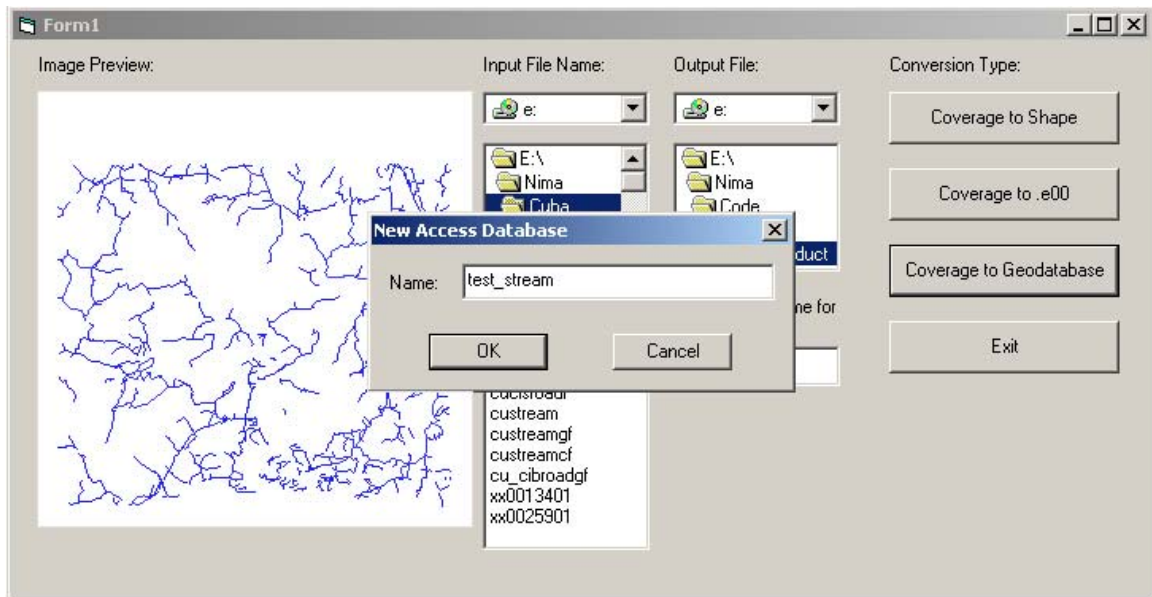 Form1
Image Preview:
Input File Name:
Output File:
Conversion Type:
e:
e:
Coverage to Shape
E:\
Nima
Cuba
E:\
Nima
Code
duct
Coverage to .e00
New Access Database
Name:
test_stream
OK
Cancel
Coverage to Geodatabase
me for
Exit
custream
custreamgf
custreamcf
cu_cibroadgf
xx0013401
xx0025901